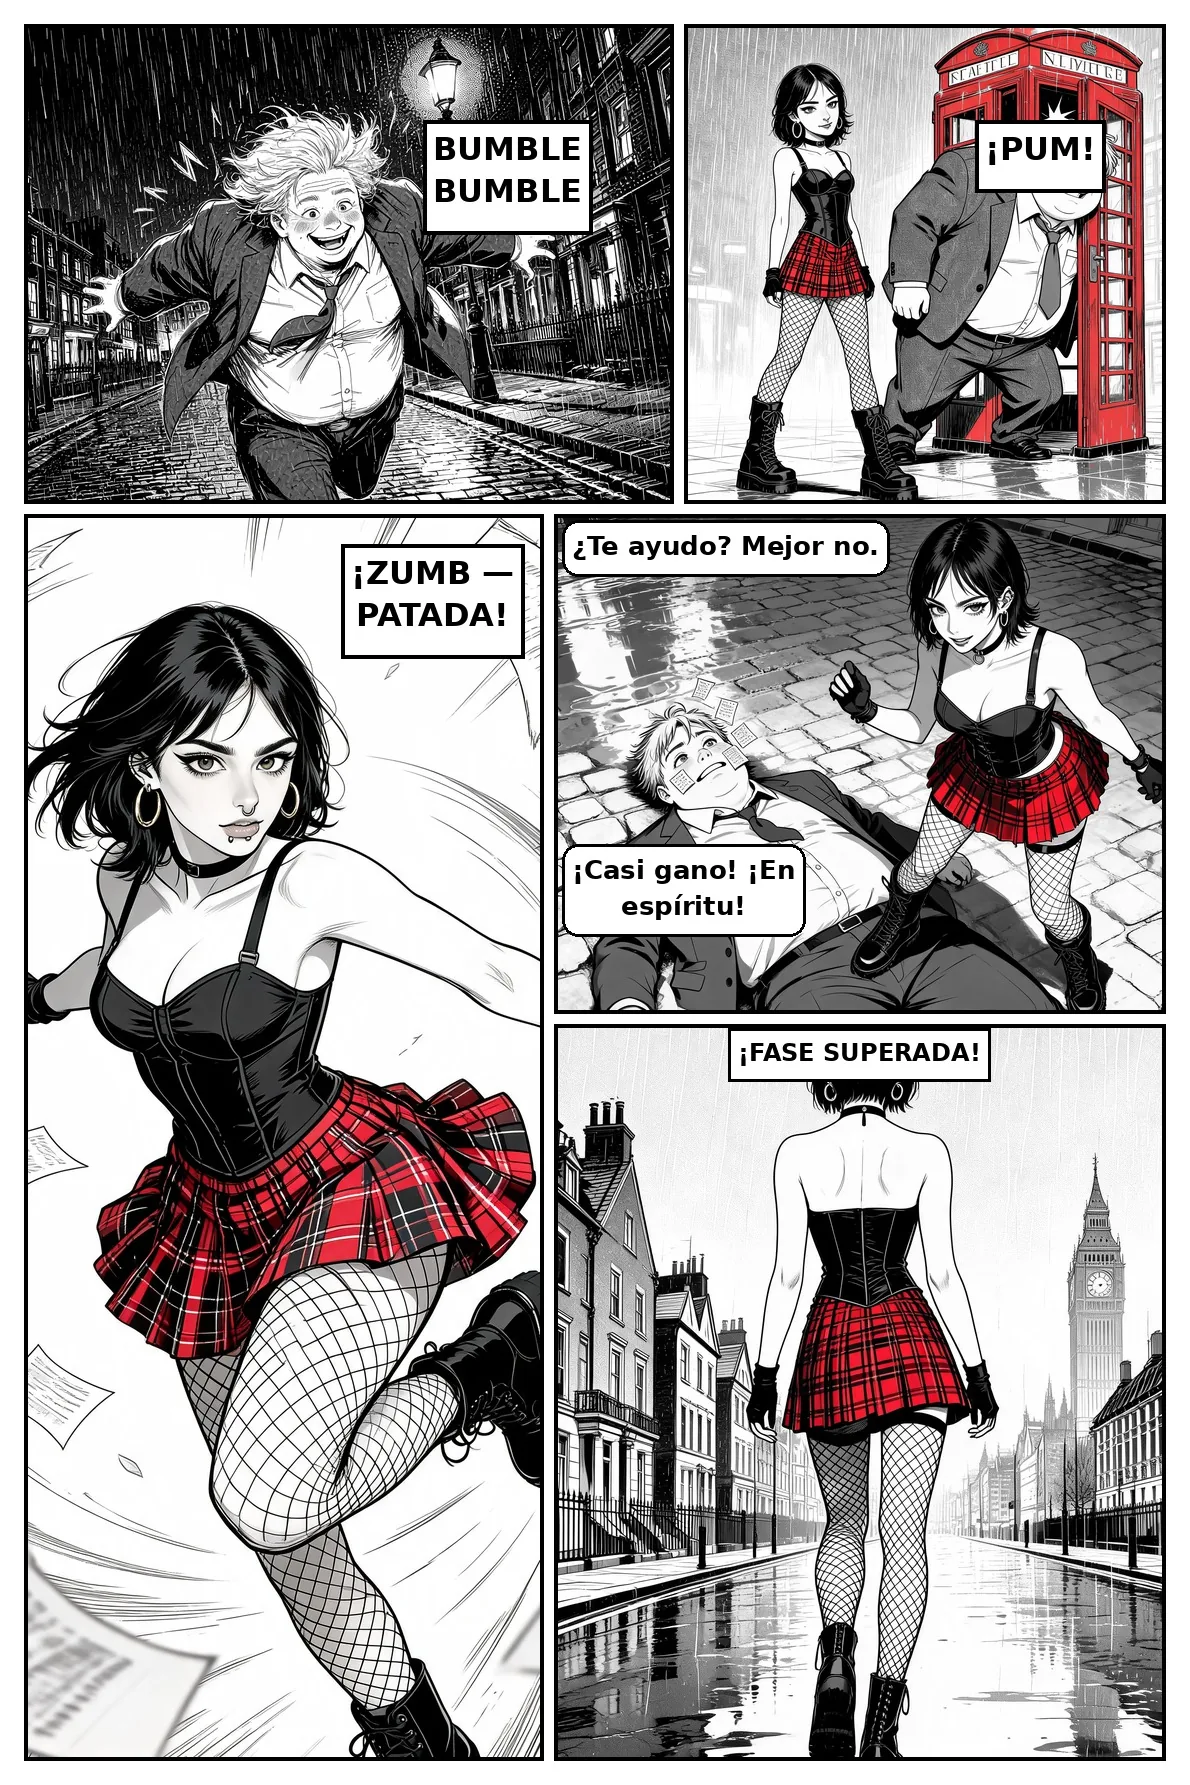 BUMBLE
BUMBLE
¡PUM!
¡ZUMB —
PATADA!
¿Te ayudo? Mejor no.
¡Casi gano! ¡En
espíritu!
¡FASE SUPERADA!